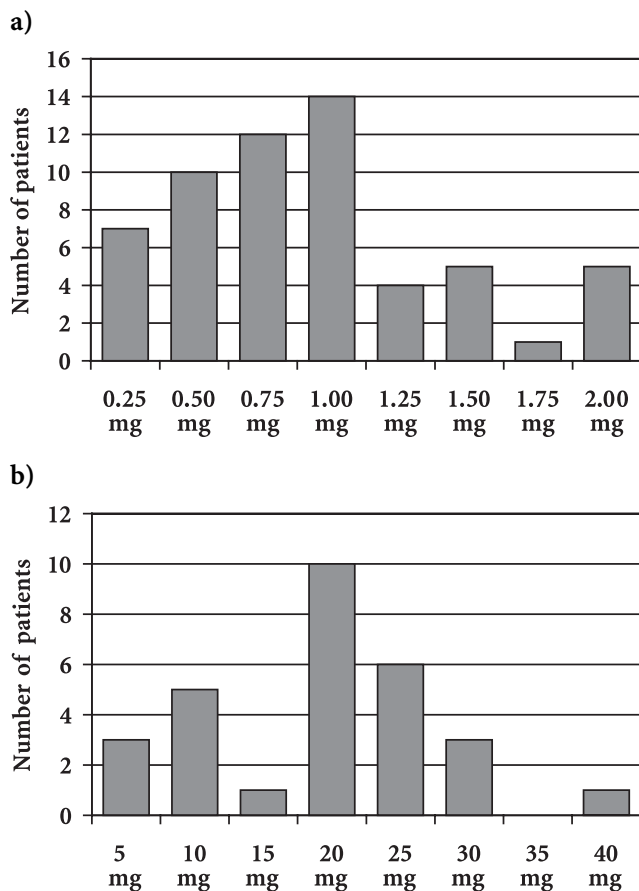 a)
Number of patients
16
14
12
10
8
6
4
2
0
0.25 mg
0.50 mg
0.75 mg
1.00 mg
1.25 mg
1.50 mg
1.75 mg
2.00 mg
b)
Number of patients
12
10
8
6
4
2
0
5 mg
10 mg
15 mg
20 mg
25 mg
30 mg
35 mg
40 mg